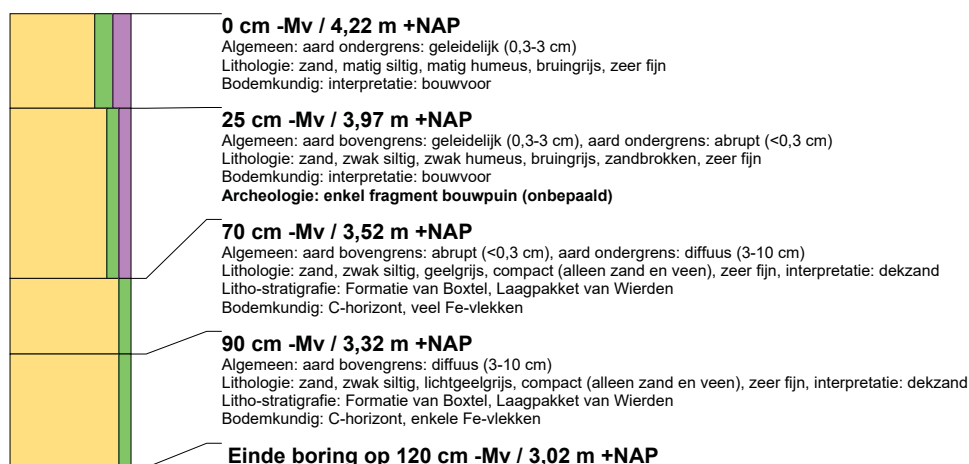 0 cm -Mv / 4,22 m +NAP
Algemeen: aard ondergrens: geleidelijk (0,3-3 cm)
Lithologie: zand, matig siltig, matig humeus, bruingrijs, zeer fijn
Bodemkundig: interpretatie: bouwvoor
25 cm -Mv / 3,97 m +NAP
Algemeen: aard bovengrens: geleidelijk (0,3-3 cm), aard ondergrens: abrupt (<0,3 cm)
Lithologie: zand, zwak siltig, zwak humeus, bruingrijs, zandbrokken, zeer fijn
Bodemkundig: interpretatie: bouwvoor
Archeologie: enkel fragment bouwpuin (onbepaald)
70 cm -Mv / 3,52 m +NAP
Algemeen: aard bovengrens: abrupt (<0,3 cm), aard ondergrens: diffuus (3-10 cm)
Lithologie: zand, zwak siltig, geelgrijs, compact (alleen zand en veen), zeer fijn, interpretatie: dekzand
Litho-stratigrafie: Formatie van Boxtel, Laagpakket van Wierden
Bodemkundig: C-horizont, veel Fe-vlekken
90 cm -Mv / 3,32 m +NAP
Algemeen: aard bovengrens: diffuus (3-10 cm)
Lithologie: zand, zwak siltig, lichtgeelgrijs, compact (alleen zand en veen), zeer fijn, interpretatie: dekzand
Litho-stratigrafie: Formatie van Boxtel, Laagpakket van Wierden
Bodemkundig: C-horizont, enkele Fe-vlekken
Einde boring op 120 cm -Mv / 3,02 m +NAP